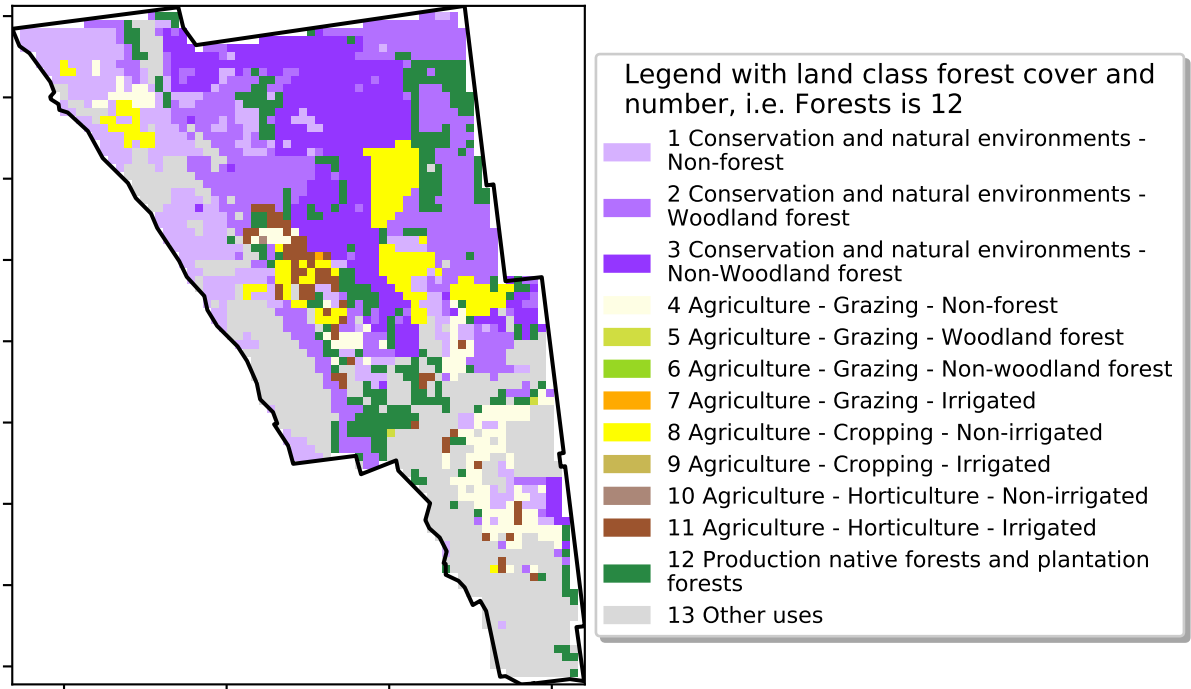 Legend with land class forest cover and
number, i.e. Forests is 12
1 Conservation and natural environments -
Non-forest
2 Conservation and natural environments -
Woodland forest
3 Conservation and natural environments -
Non-Woodland forest
4 Agriculture - Grazing - Non-forest
5 Agriculture - Grazing - Woodland forest
6 Agriculture - Grazing - Non-woodland forest
7 Agriculture - Grazing - Irrigated
8 Agriculture - Cropping - Non-irrigated
9 Agriculture - Cropping - Irrigated
10 Agriculture - Horticulture - Non-irrigated
11 Agriculture - Horticulture - Irrigated
12 Production native forests and plantation
forests
13 Other uses